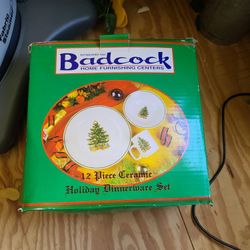 Badcock
HOME FURNISHING CENTERS
12 Piece Ceramic
Holiday Dinnerware Set